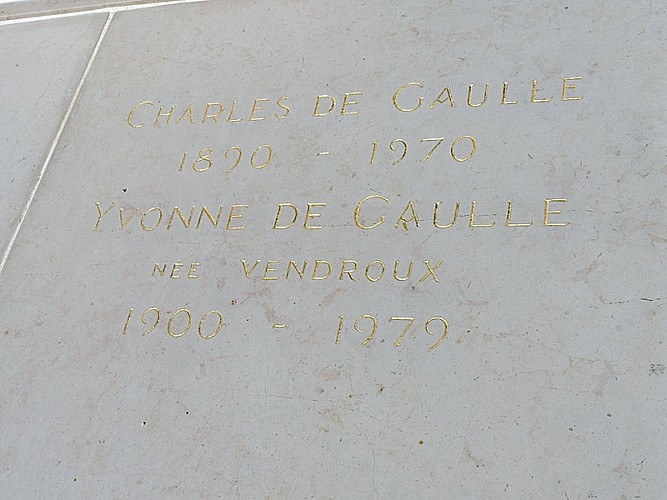 CHARLES DE GAULLE
1890 - 1970
YVONNE DE GAULLE
NÉE VENDROUX
1900 - 1979